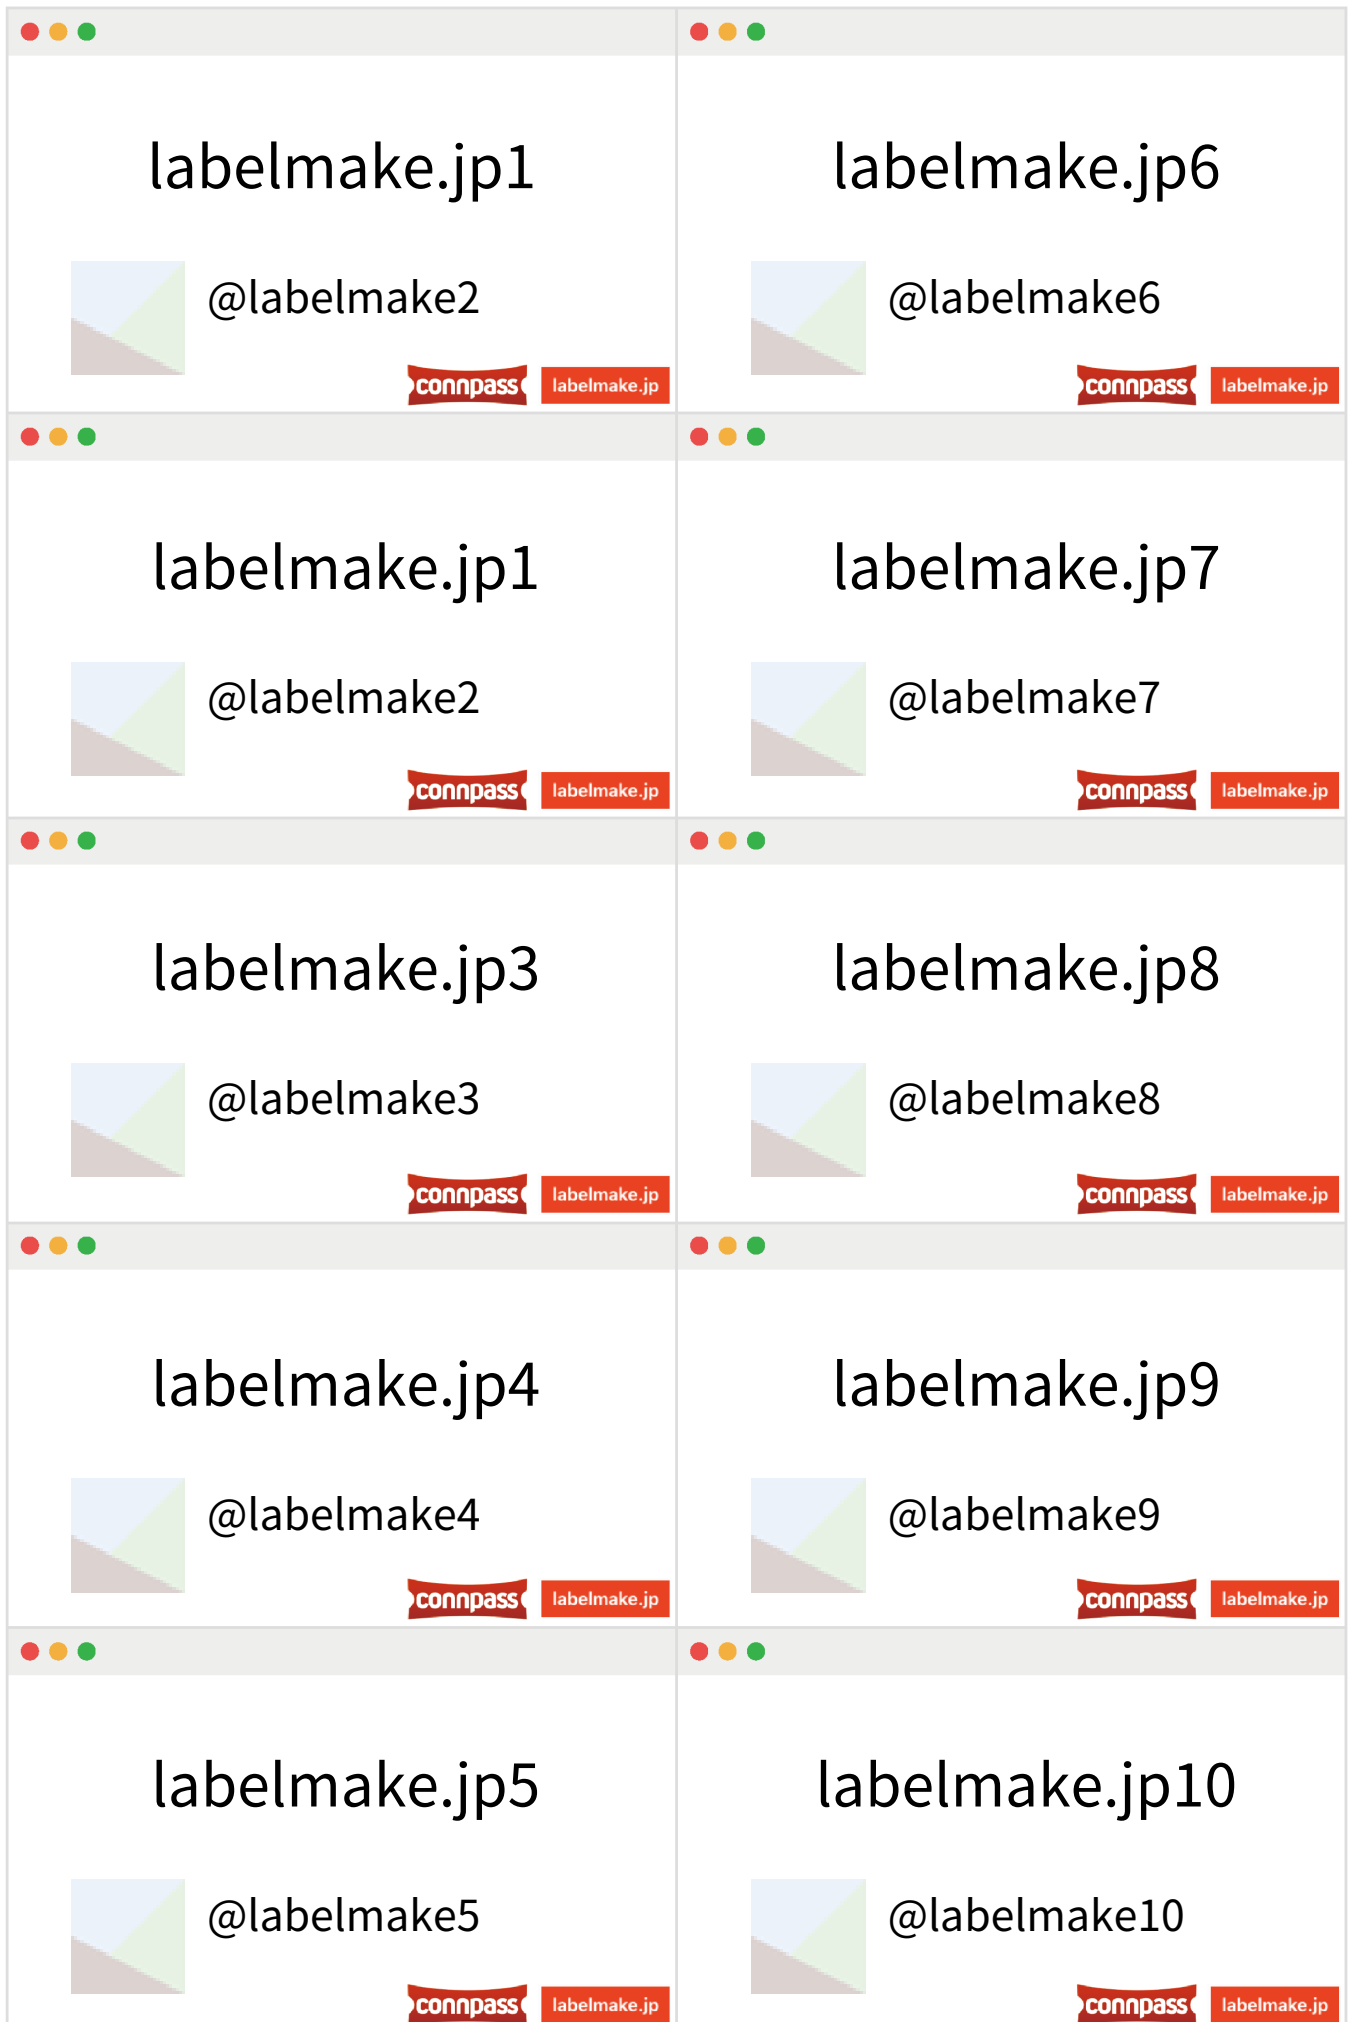 labelmake.jp1
@labelmake2
connpass labelmake.jp
labelmake.jp6
@labelmake6
connpass labelmake.jp
labelmake.jp1
@labelmake2
connpass labelmake.jp
labelmake.jp7
@labelmake7
connpass labelmake.jp
labelmake.jp3
@labelmake3
connpass labelmake.jp
labelmake.jp8
@labelmake8
connpass labelmake.jp
labelmake.jp4
@labelmake4
connpass labelmake.jp
labelmake.jp9
@labelmake9
connpass labelmake.jp
labelmake.jp5
@labelmake5
connpass labelmake.jp
labelmake.jp10
@labelmake10
connpass labelmake.jp